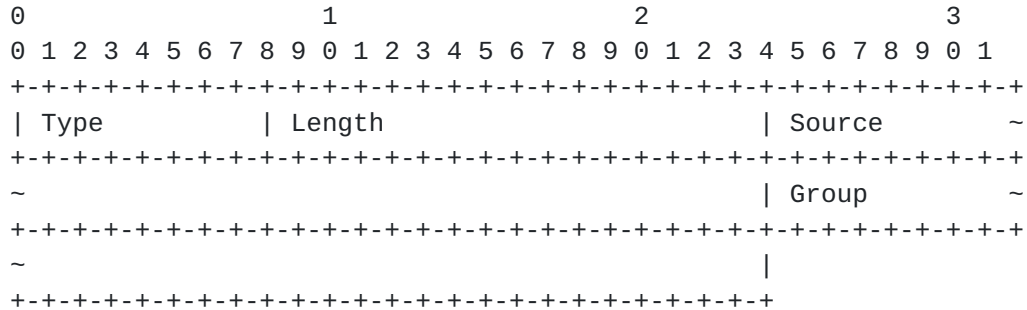 0                   1                   2                   3
0 1 2 3 4 5 6 7 8 9 0 1 2 3 4 5 6 7 8 9 0 1 2 3 4 5 6 7 8 9 0 1
+-+-+-+-+-+-+-+-+-+-+-+-+-+-+-+-+-+-+-+-+-+-+-+-+-+-+-+-+-+-+-+-+
| Type          | Length                        | Source        ~
+-+-+-+-+-+-+-+-+-+-+-+-+-+-+-+-+-+-+-+-+-+-+-+-+-+-+-+-+-+-+-+-+
~                                               | Group         ~
+-+-+-+-+-+-+-+-+-+-+-+-+-+-+-+-+-+-+-+-+-+-+-+-+-+-+-+-+-+-+-+-+
~                                               |
+-+-+-+-+-+-+-+-+-+-+-+-+-+-+-+-+-+-+-+-+-+-+-+-+